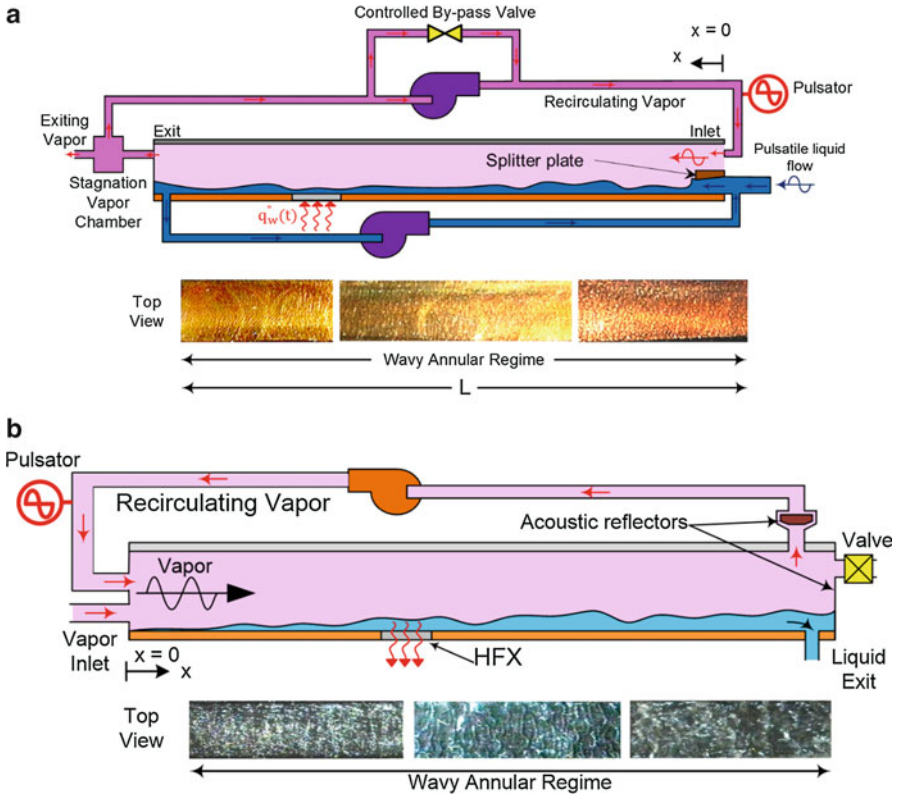 a
Controlled By-pass Valve
x = 0
x
Pulsator
Recirculating Vapor
Exiting
Vapor
Exit
Inlet
Splitter plate
Pulsatile liquid
flow
Stagnation
Vapor
Chamber
q"w(t)
Top
View
Wavy Annular Regime
L
b
Pulsator
Recirculating Vapor
Acoustic reflectors
Valve
Vapor
Vapor
Inlet
x = 0
x
HFX
Liquid
Exit
Top
View
Wavy Annular Regime